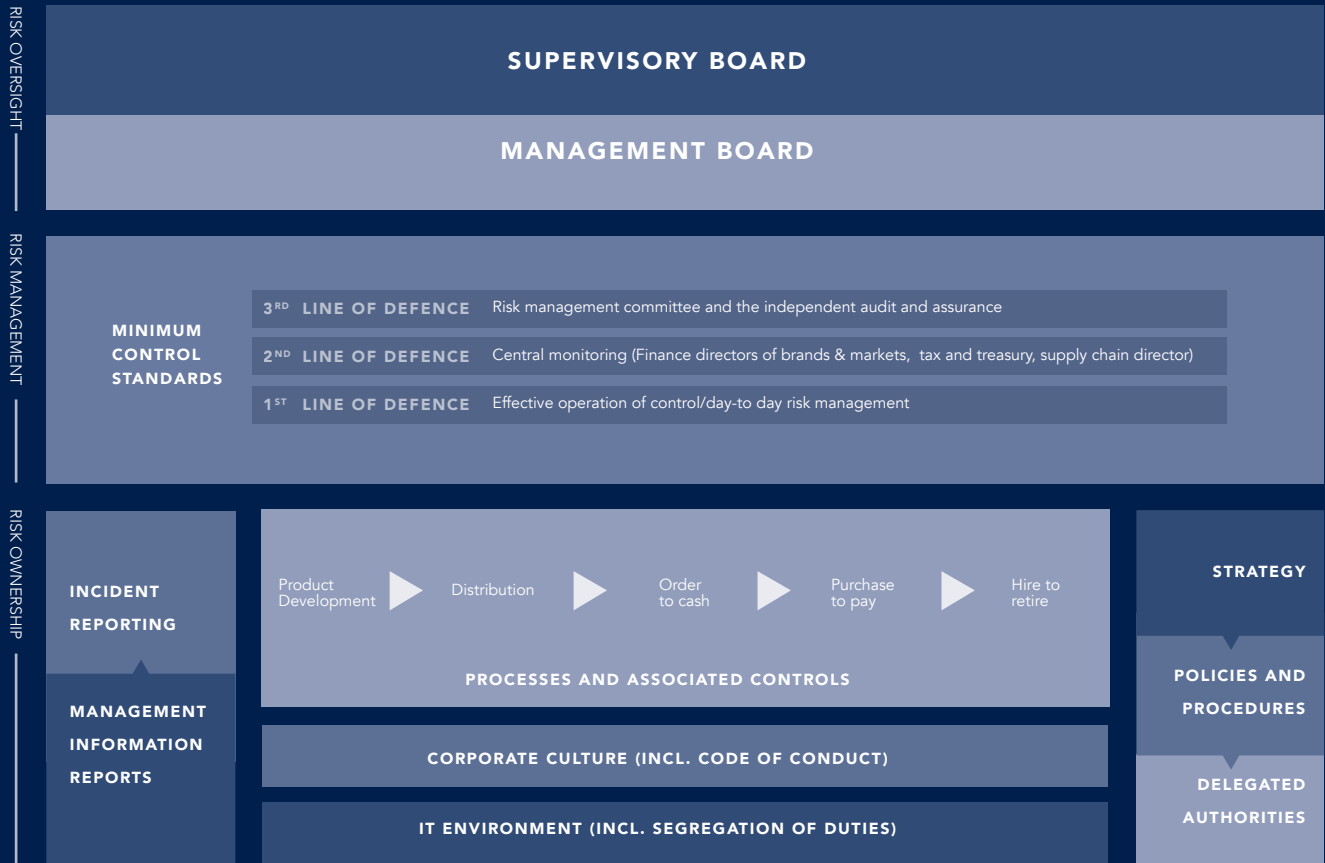 RISK OVERSIGHT
SUPERVISORY BOARD
MANAGEMENT BOARD
RISK MANAGEMENT
MINIMUM
CONTROL
STANDARDS
3RD LINE OF DEFENCE Risk management committee and the independent audit and assurance
2ND LINE OF DEFENCE Central monitoring (Finance directors of brands & markets, tax and treasury, supply chain director)
1ST LINE OF DEFENCE Effective operation of control/day-to day risk management
RISK OWNERSHIP
INCIDENT
REPORTING
MANAGEMENT
INFORMATION
REPORTS
Product
Development
Distribution
Order
to cash
Purchase
to pay
Hire to
retire
PROCESSES AND ASSOCIATED CONTROLS
CORPORATE CULTURE (INCL. CODE OF CONDUCT)
IT ENVIRONMENT (INCL. SEGREGATION OF DUTIES)
STRATEGY
POLICIES AND
PROCEDURES
DELEGATED
AUTHORITIES